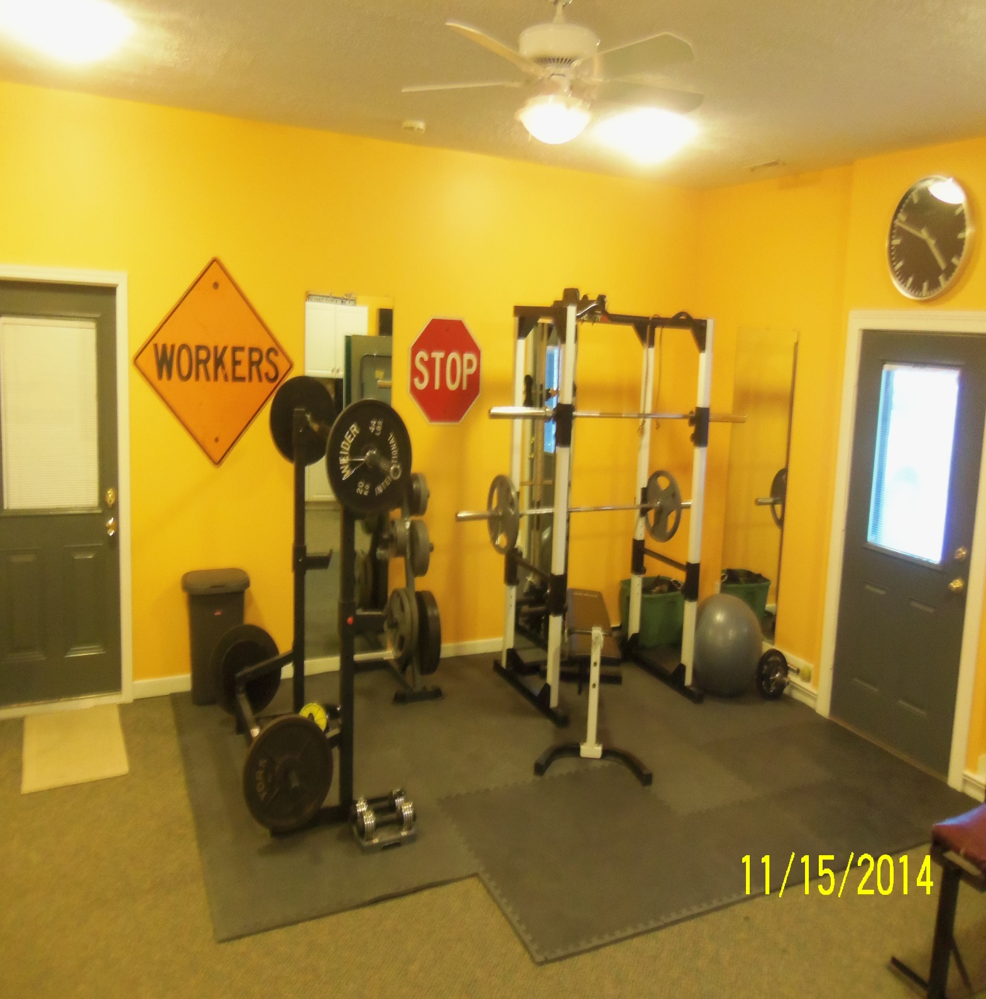 WORKERS
STOP
WEIDER
44
LBS
INTERNATIONAL
20
KG
YORK
11/15/2014